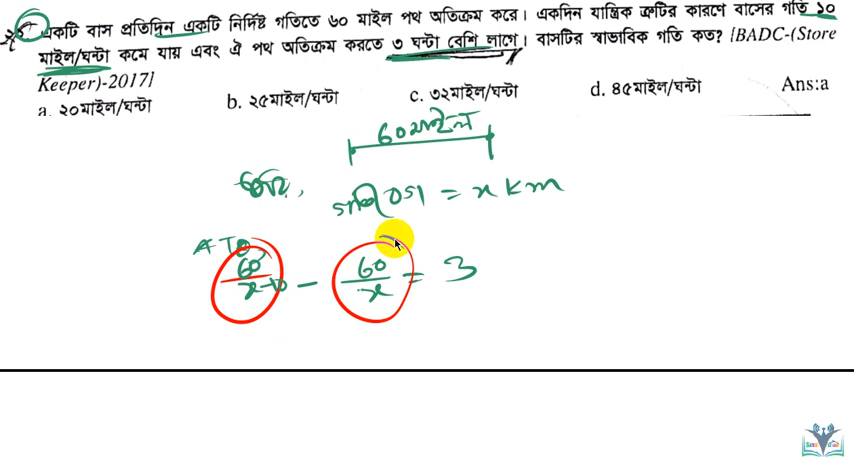 একটি বাস প্রতিদিন একটি নির্দিষ্ট গতিতে ৬০ মাইল পথ অতিক্রম করে। একদিন যান্ত্রিক ত্রুটির কারণে বাসের গতি ১০
মাইল/ঘন্টা কমে যায় এবং ঐ পথ অতিক্রম করতে ৩ ঘন্টা বেশি লাগে। বাসটির স্বাভাবিক গতি কত? [BADC-(Store
Keeper)-2017]
a. ২০মাইল/ঘন্টা b. ২৫মাইল/ঘন্টা c. ৩২মাইল/ঘন্টা d. ৪৫মাইল/ঘন্টা Ans:a
60মাইল
ধরি, গতিবেগ = x km
ATQ
60/x-10 - 60/x = 3